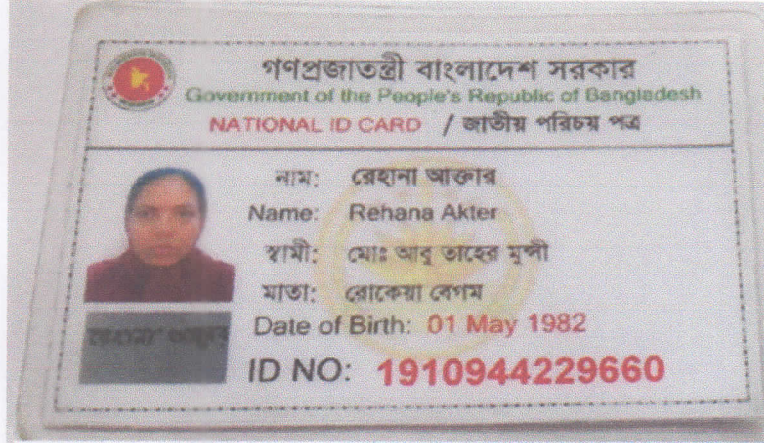 গণপ্রজাতন্ত্রী বাংলাদেশ সরকার
Government of the People's Republic of Bangladesh
NATIONAL ID CARD / জাতীয় পরিচয় পত্র
নাম: রেহানা আক্তার
Name: Rehana Akter
স্বামী: মোঃ আবু তাহের মুন্সী
মাতা: রোকেয়া বেগম
Date of Birth: 01 May 1982
ID NO: 1910944229660